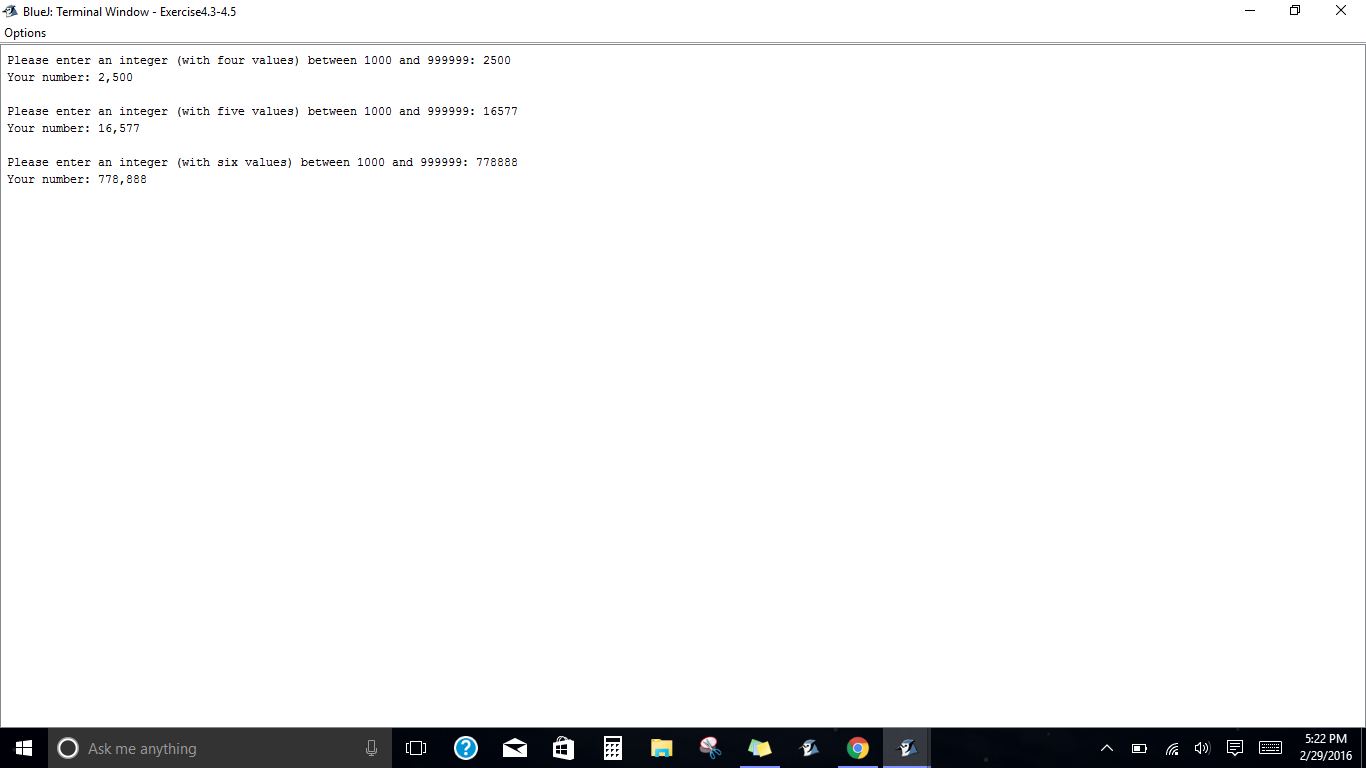 BlueJ: Terminal Window - Exercise4.3-4.5
Options
Please enter an integer (with four values) between 1000 and 999999: 2500
Your number: 2,500
Please enter an integer (with five values) between 1000 and 999999: 16577
Your number: 16,577
Please enter an integer (with six values) between 1000 and 999999: 778888
Your number: 778,888
Ask me anything
5:22 PM
2/29/2016